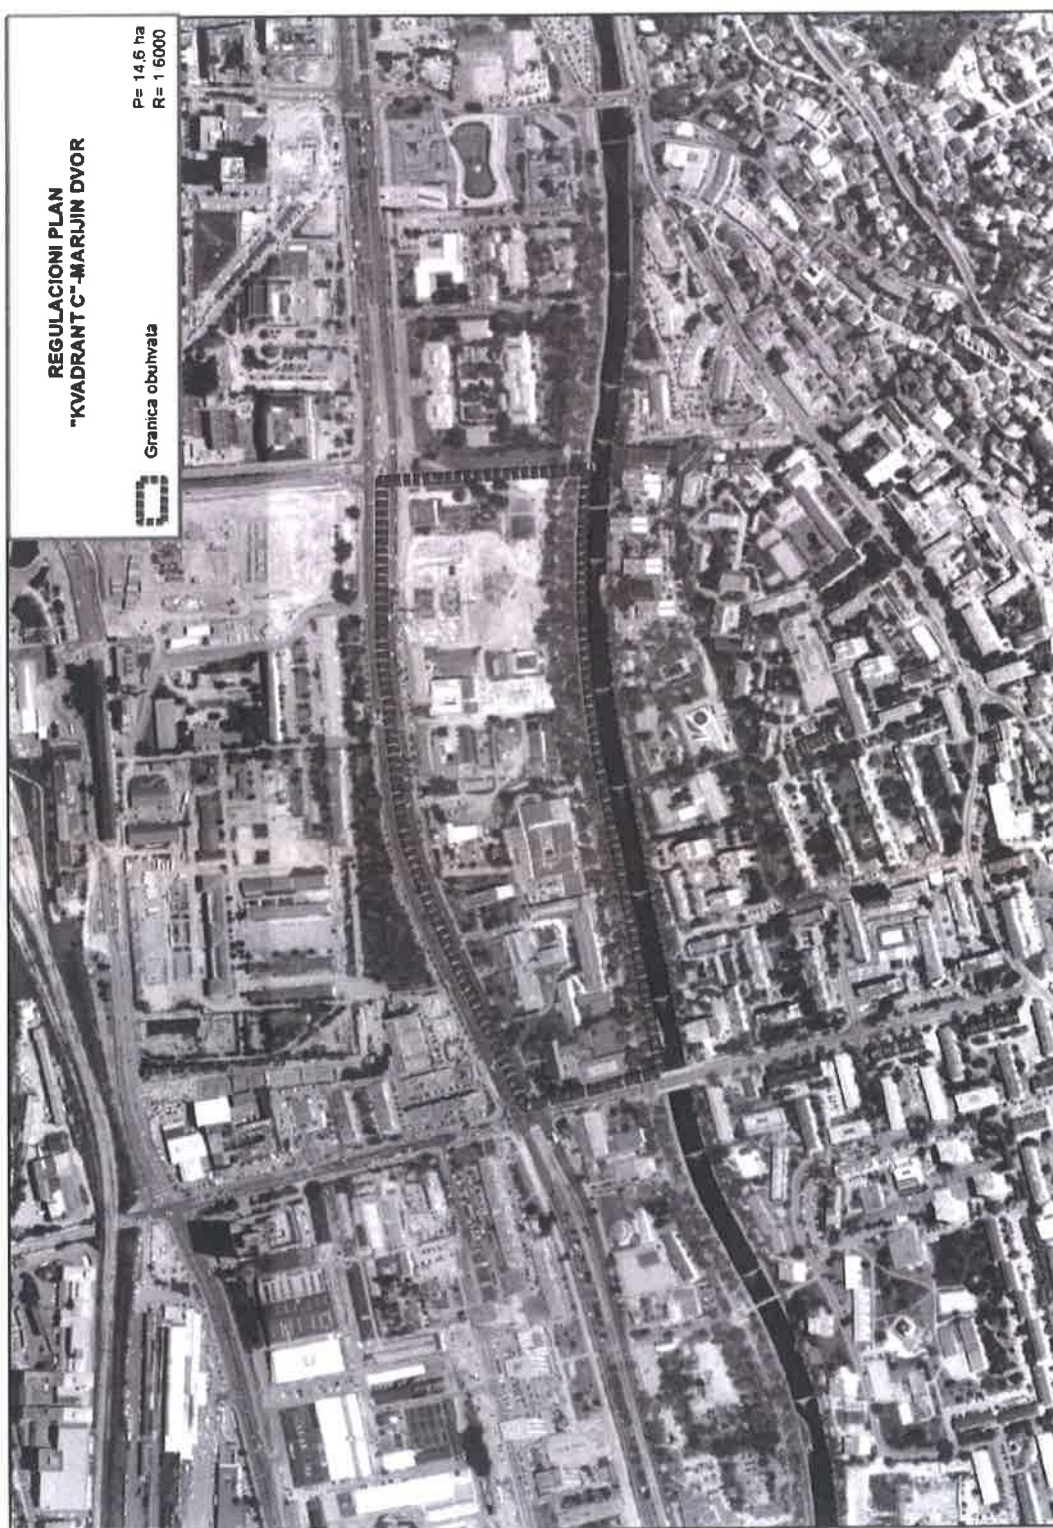 REGULACIONI PLAN
"KVADRANT C"-MARIJIN DVOR
Granica obuhvata
P= 14,6 ha
R= 1 6000